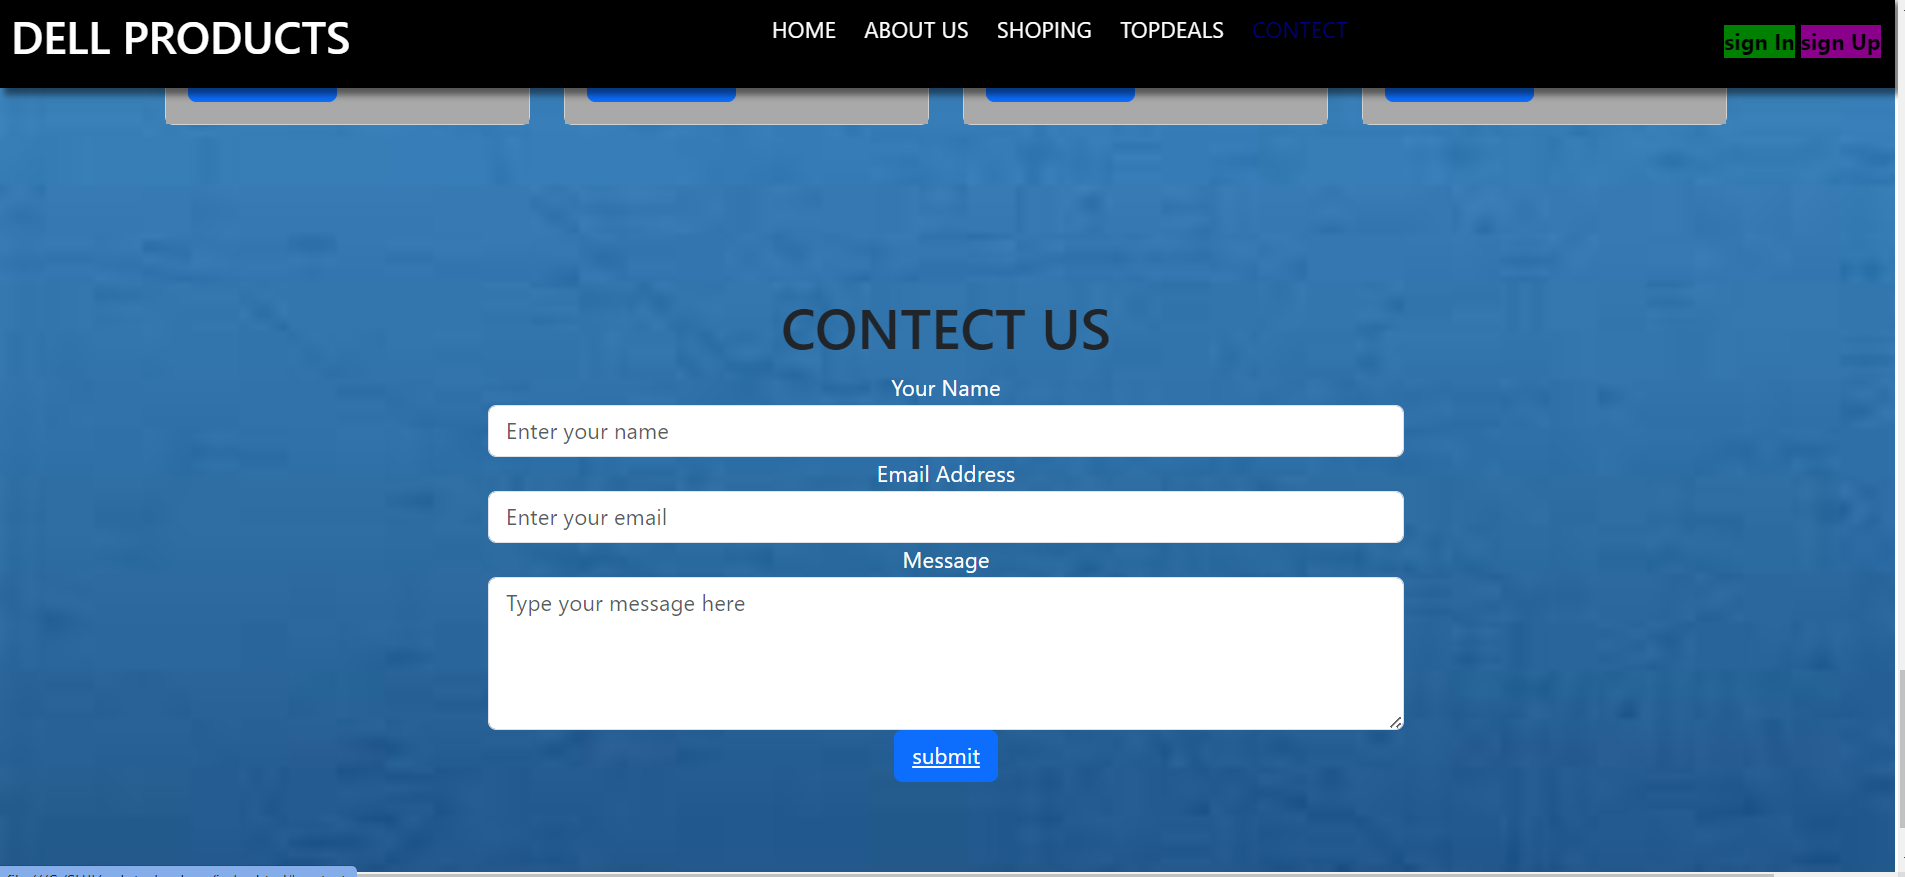 DELL PRODUCTS
HOME ABOUT US SHOPING TOPDEALS CONTECT
sign In sign Up
CONTECT US
Your Name
Enter your name
Email Address
Enter your email
Message
Type your message here
submit